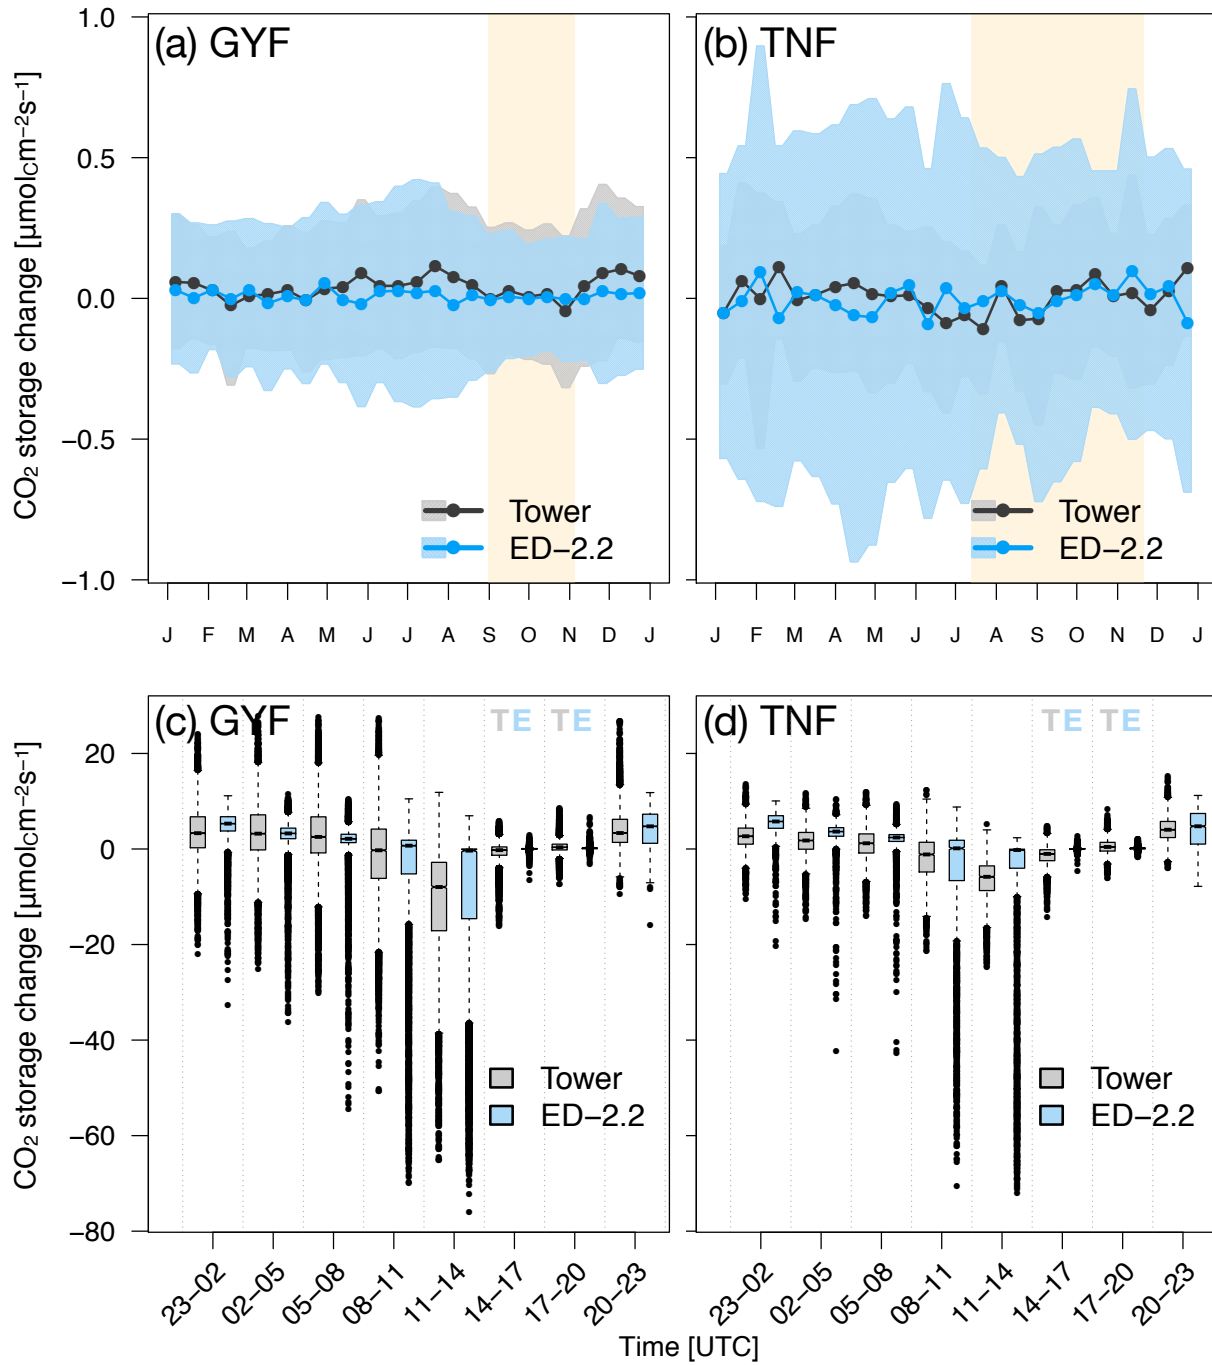 (a) GYF
(b) TNF
CO₂ storage change [µmolcm−2s−1]
1.0
0.5
0.0
−0.5
−1.0
Tower
ED−2.2
Tower
ED−2.2
J F M A M J J A S O N D J
J F M A M J J A S O N D J
(c) GYF
T E T E
(d) TNF
T E T E
CO₂ storage change [µmolcm−2s−1]
20
0
−20
−40
−60
−80
Tower
ED−2.2
Tower
ED−2.2
23−02 02−05 05−08 08−11 11−14 14−17 17−20 20−23
23−02 02−05 05−08 08−11 11−14 14−17 17−20 20−23
Time [UTC]